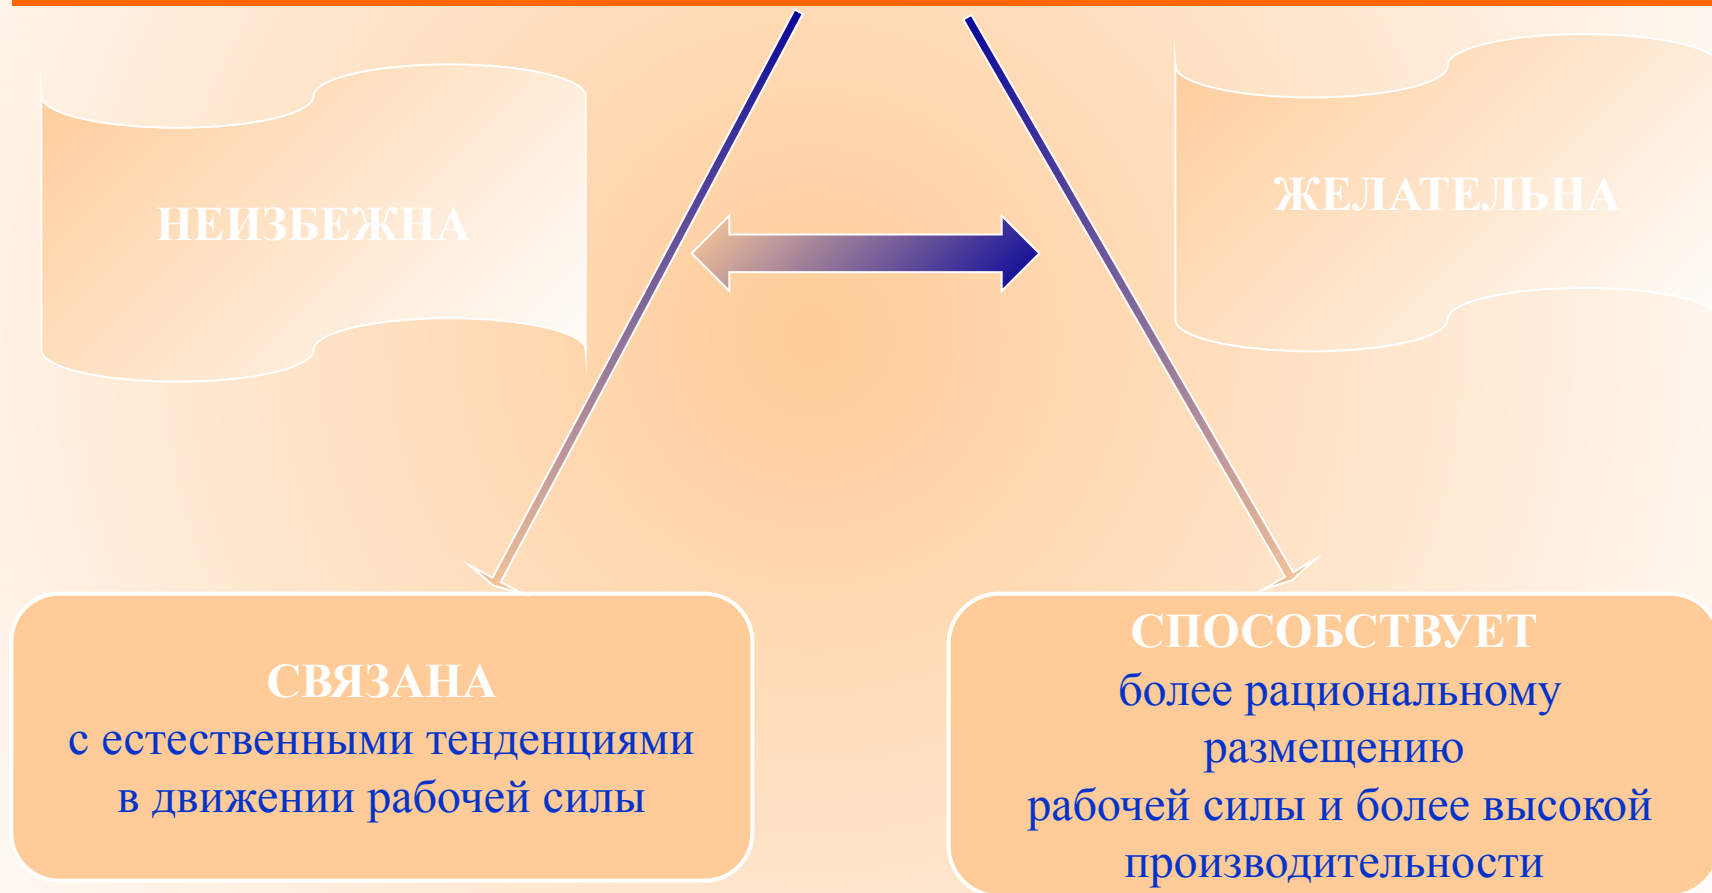 НЕИЗБЕЖНА
ЖЕЛАТЕЛЬНА
СВЯЗАНА
с естественными тенденциями
в движении рабочей силы
СПОСОБСТВУЕТ
более рациональному
размещению
рабочей силы и более высокой
производительности